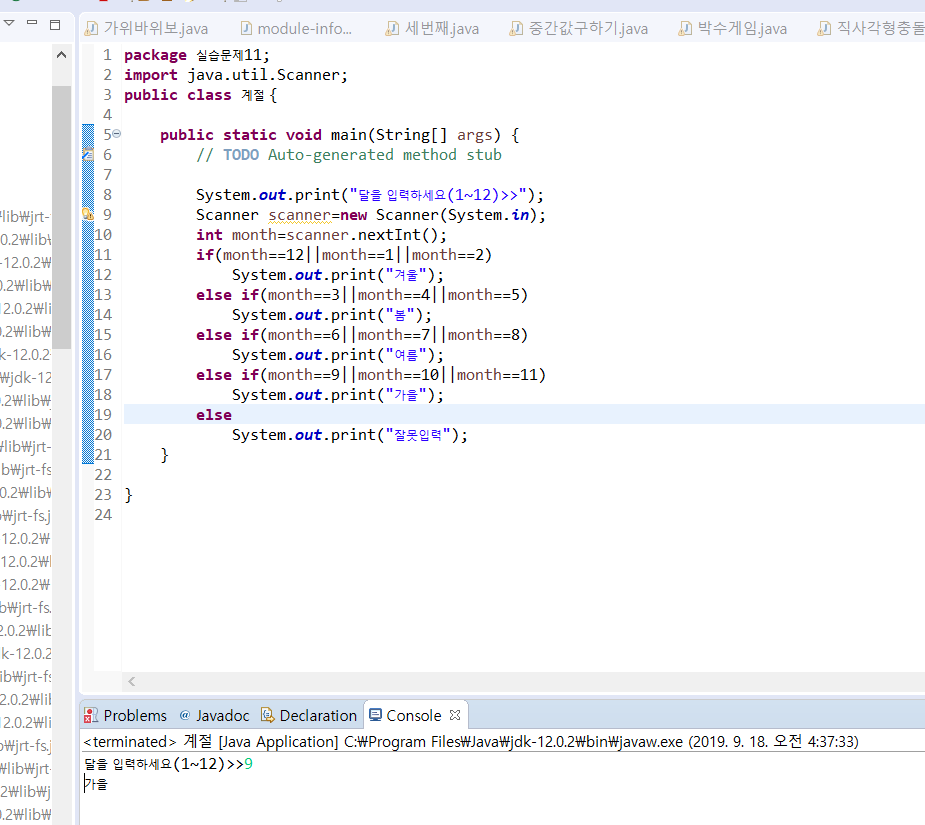 가위바위보.java module-info... 세번째.java 중간값구하기.java 박수게임.java 직사각형충돌
1 package 실습문제11;
2 import java.util.Scanner;
3 public class 계절 {
4
5 public static void main(String[] args) {
6 // TODO Auto-generated method stub
7
8 System.out.print("달을 입력하세요(1~12)>>");
9 Scanner scanner=new Scanner(System.in);
10 int month=scanner.nextInt();
11 if(month==12||month==1||month==2)
12 System.out.print("겨울");
13 else if(month==3||month==4||month==5)
14 System.out.print("봄");
15 else if(month==6||month==7||month==8)
16 System.out.print("여름");
17 else if(month==9||month==10||month==11)
18 System.out.print("가을");
19 else
20 System.out.print("잘못입력");
21 }
22
23 }
24
₩lib₩jrt-
0.2₩lib₩
-12.0.2₩
0.2₩lib₩
12.0.2₩li
0.2₩lib₩
k-12.0.2
₩jdk-12
0.2₩lib₩
0.2₩lib₩
₩lib₩jrt-
b₩jrt-fs
0.2₩lib₩
₩jrt-fs.j
12.0.2₩
12.0.2₩l
12.0.2₩
b₩jrt-fs.
2.0.2₩lib
k-12.0.2
ib₩jrt-fs
2.0.2₩lib
12.0.2₩
b₩jrt-fs.j
₩lib₩jrt-
2₩lib₩j
0.2₩lib₩
Problems @ Javadoc Declaration Console
<terminated> 계절 [Java Application] C:₩Program Files₩Java₩jdk-12.0.2₩bin₩javaw.exe (2019. 9. 18. 오전 4:37:33)
달을 입력하세요(1~12)>>9
가을